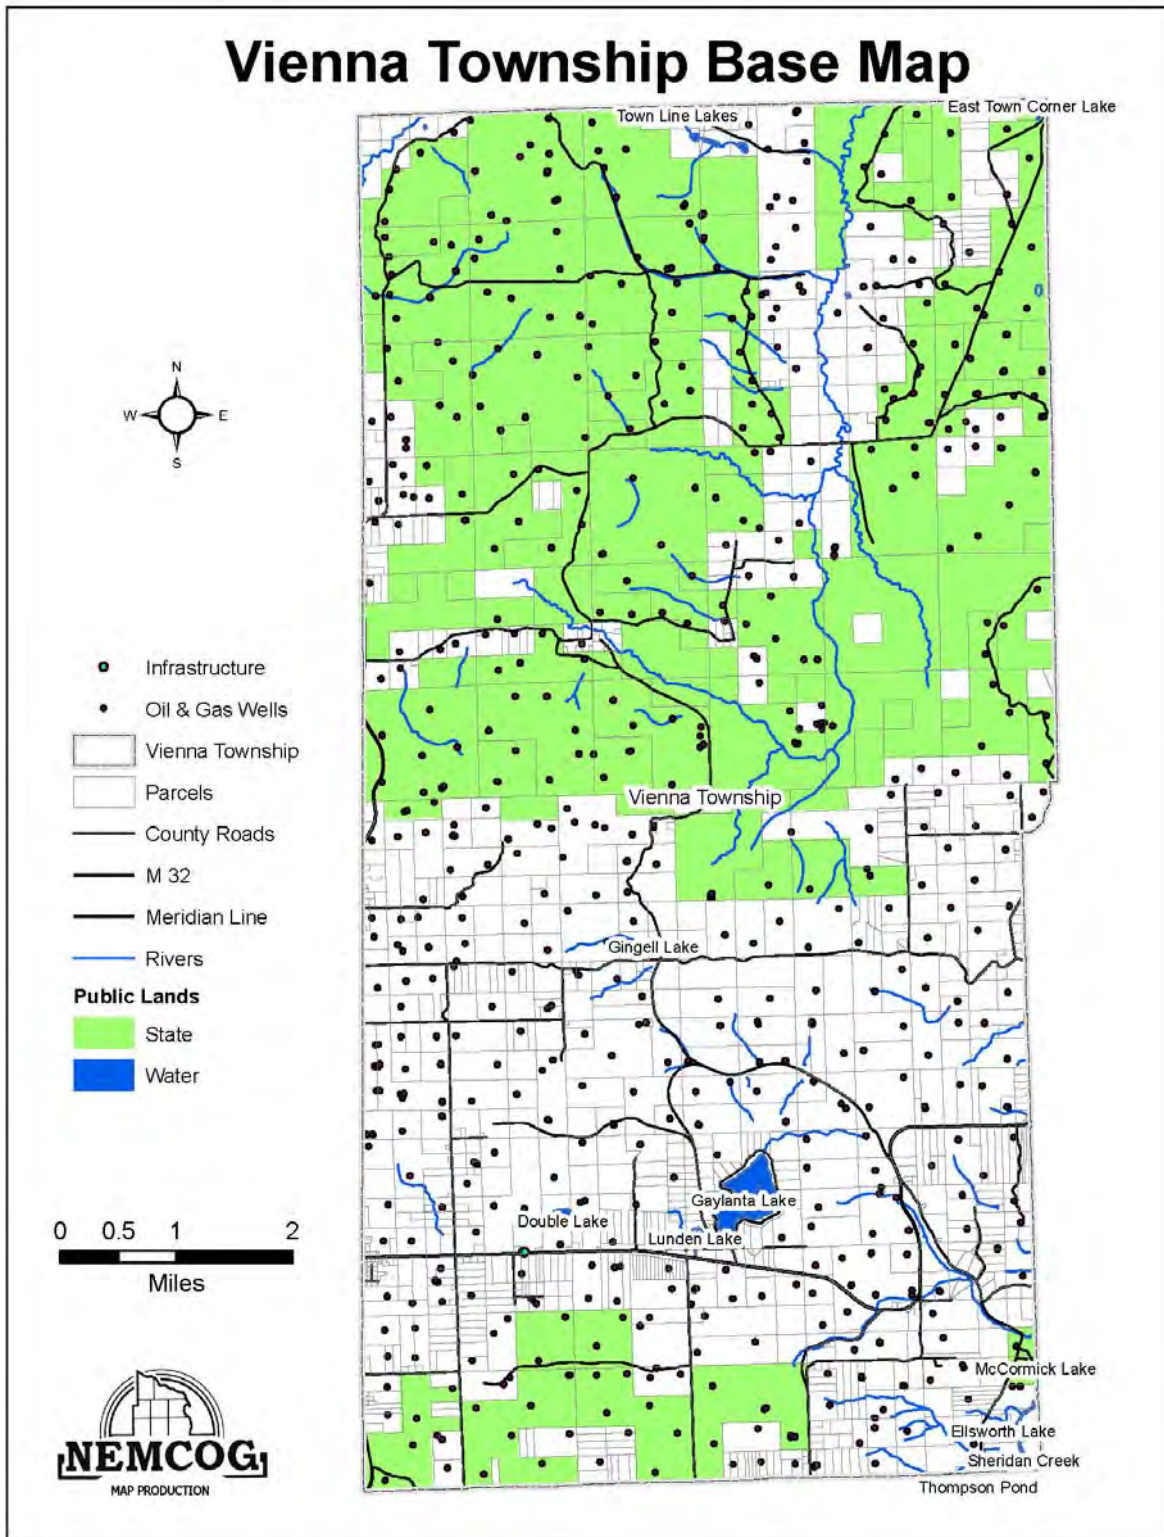 Vienna Township Base Map
Town Line Lakes
East Town Corner Lake
N
W
E
S
Infrastructure
Oil & Gas Wells
Vienna Township
Parcels
County Roads
M 32
Meridian Line
Rivers
Public Lands
State
Water
Vienna Township
Gingell Lake
Gaylanta Lake
Double Lake
Lunden Lake
0 0.5 1 2
Miles
McCormick Lake
Ellsworth Lake
Sheridan Creek
Thompson Pond
NEMCOG
MAP PRODUCTION